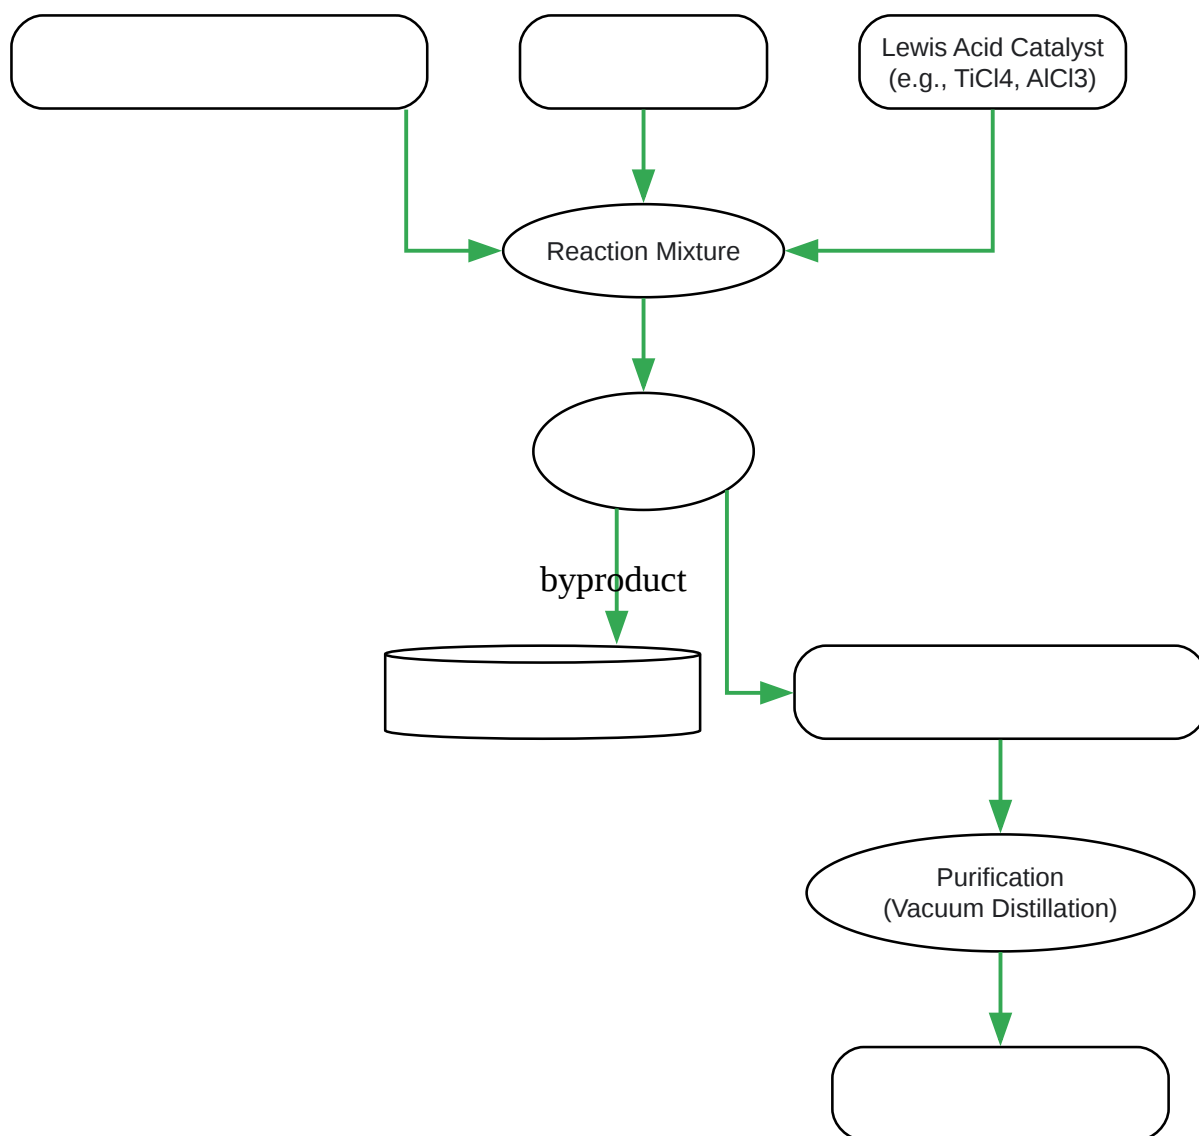 Lewis Acid Catalyst
(e.g., TiCl4, AlCl3)
Reaction Mixture
byproduct
Purification
(Vacuum Distillation)